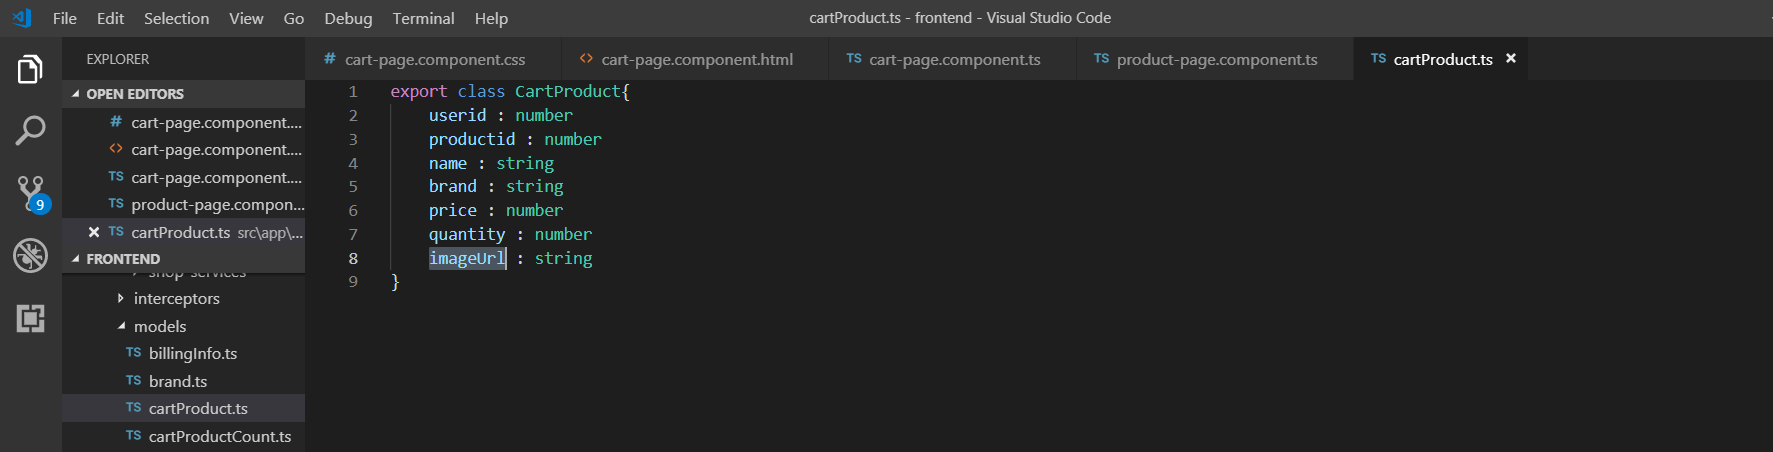 File Edit Selection View Go Debug Terminal Help cartProduct.ts - frontend - Visual Studio Code
EXPLORER
# cart-page.component.css <> cart-page.component.html TS cart-page.component.ts TS product-page.component.ts TS cartProduct.ts ×
OPEN EDITORS
# cart-page.component....
<> cart-page.component....
TS cart-page.component....
TS product-page.compon...
× TS cartProduct.ts src\app\...
FRONTEND
shop-services
interceptors
models
TS billingInfo.ts
TS brand.ts
TS cartProduct.ts
TS cartProductCount.ts
9
1 export class CartProduct{
2 userid : number
3 productid : number
4 name : string
5 brand : string
6 price : number
7 quantity : number
8 imageUrl : string
9 }